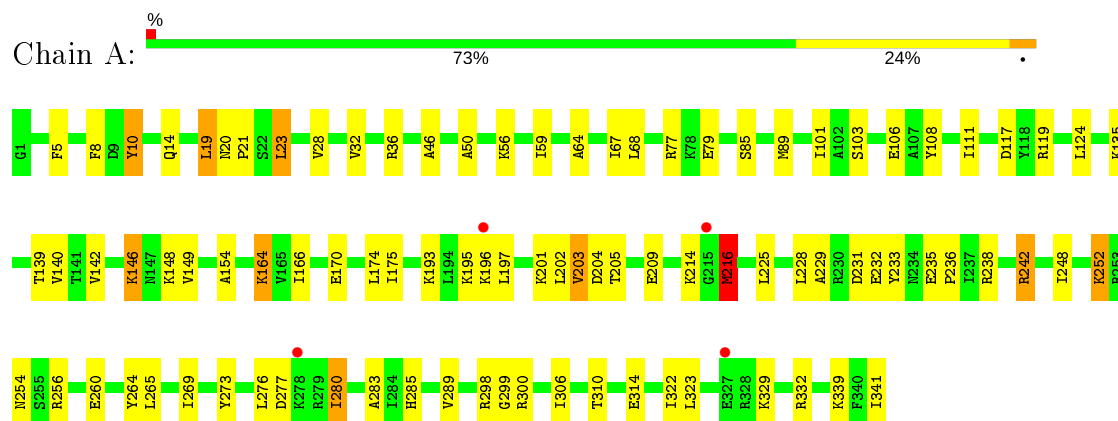 %
Chain A:
73% 24% •
G1 F5 F8 D9 Y10 Q14 L19 N20 P21 S22 L23 V28 V32 R36 A46 A50 K56 I59 A64 I67 L68 R77 K78 E79 S85 M89 I101 A102 S103 E106 A107 Y108 I111 D117 Y118 R119 L124 K135
T139 V140 T141 V142 K146 N147 K148 V149 A154 K164 V165 I166 E170 L174 I175 K193 L194 K195 K196 L197 K201 L202 V203 D204 T205 E209 K214 G215 M216 L225 L228 A229 R230 D231 E232 Y233 N234 E235 P236 I237 R238 R242 I248 K252
N254 S255 R256 E260 Y264 L265 I269 Y273 L276 D277 K278 R279 I280 A283 I284 H285 V289 R298 G299 R300 I306 T310 E314 I322 L323 E327 R328 K329 R332 K339 F340 I341